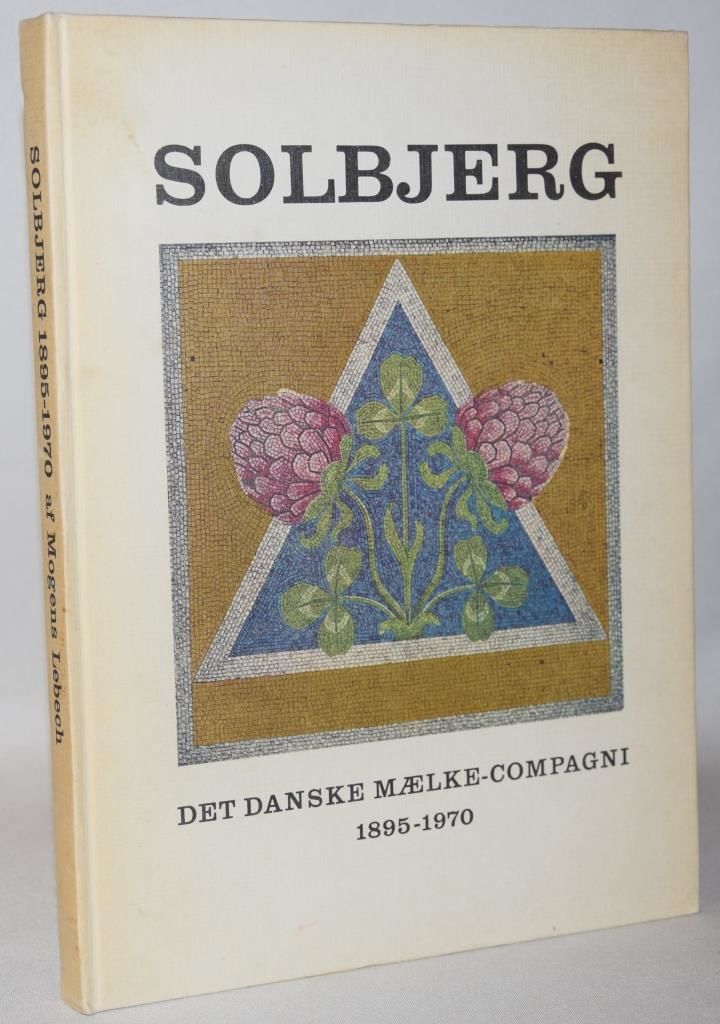 SOLBJERG
DET DANSKE MÆLKE-COMPAGNI
1895-1970
SOLBJERG 1895-1970 af Mogens Lebech